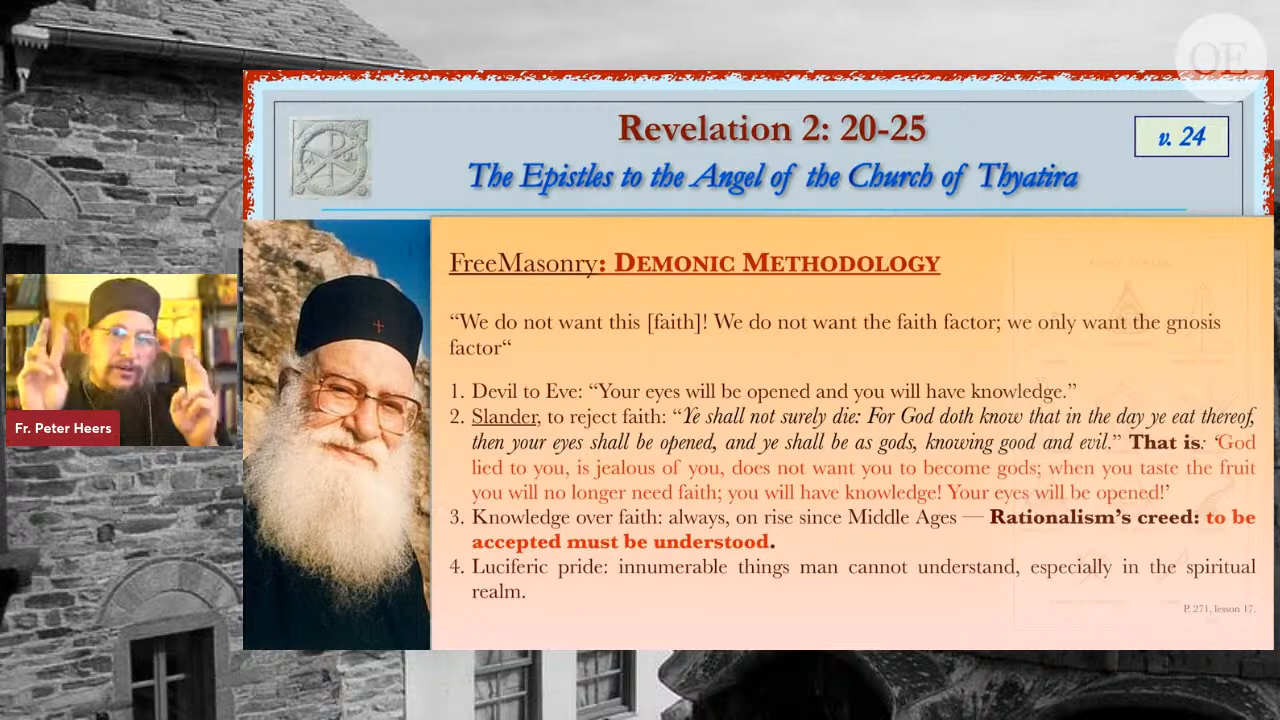 OE
Revelation 2: 20-25
v. 24
The Epistles to the Angel of the Church of Thyatira
FreeMasonry: DEMONIC METHODOLOGY
“We do not want this [faith]! We do not want the faith factor; we only want the gnosis
factor“
1. Devil to Eve: “Your eyes will be opened and you will have knowledge.”
2. Slander, to reject faith: “Ye shall not surely die: For God doth know that in the day ye eat thereof,
then your eyes shall be opened, and ye shall be as gods, knowing good and evil.” That is: ‘God
lied to you, is jealous of you, does not want you to become gods; when you taste the fruit
you will no longer need faith; you will have knowledge! Your eyes will be opened!’
3. Knowledge over faith: always, on rise since Middle Ages — Rationalism’s creed: to be
accepted must be understood.
4. Luciferic pride: innumerable things man cannot understand, especially in the spiritual
realm.
P. 271, lesson 17.
Fr. Peter Heers